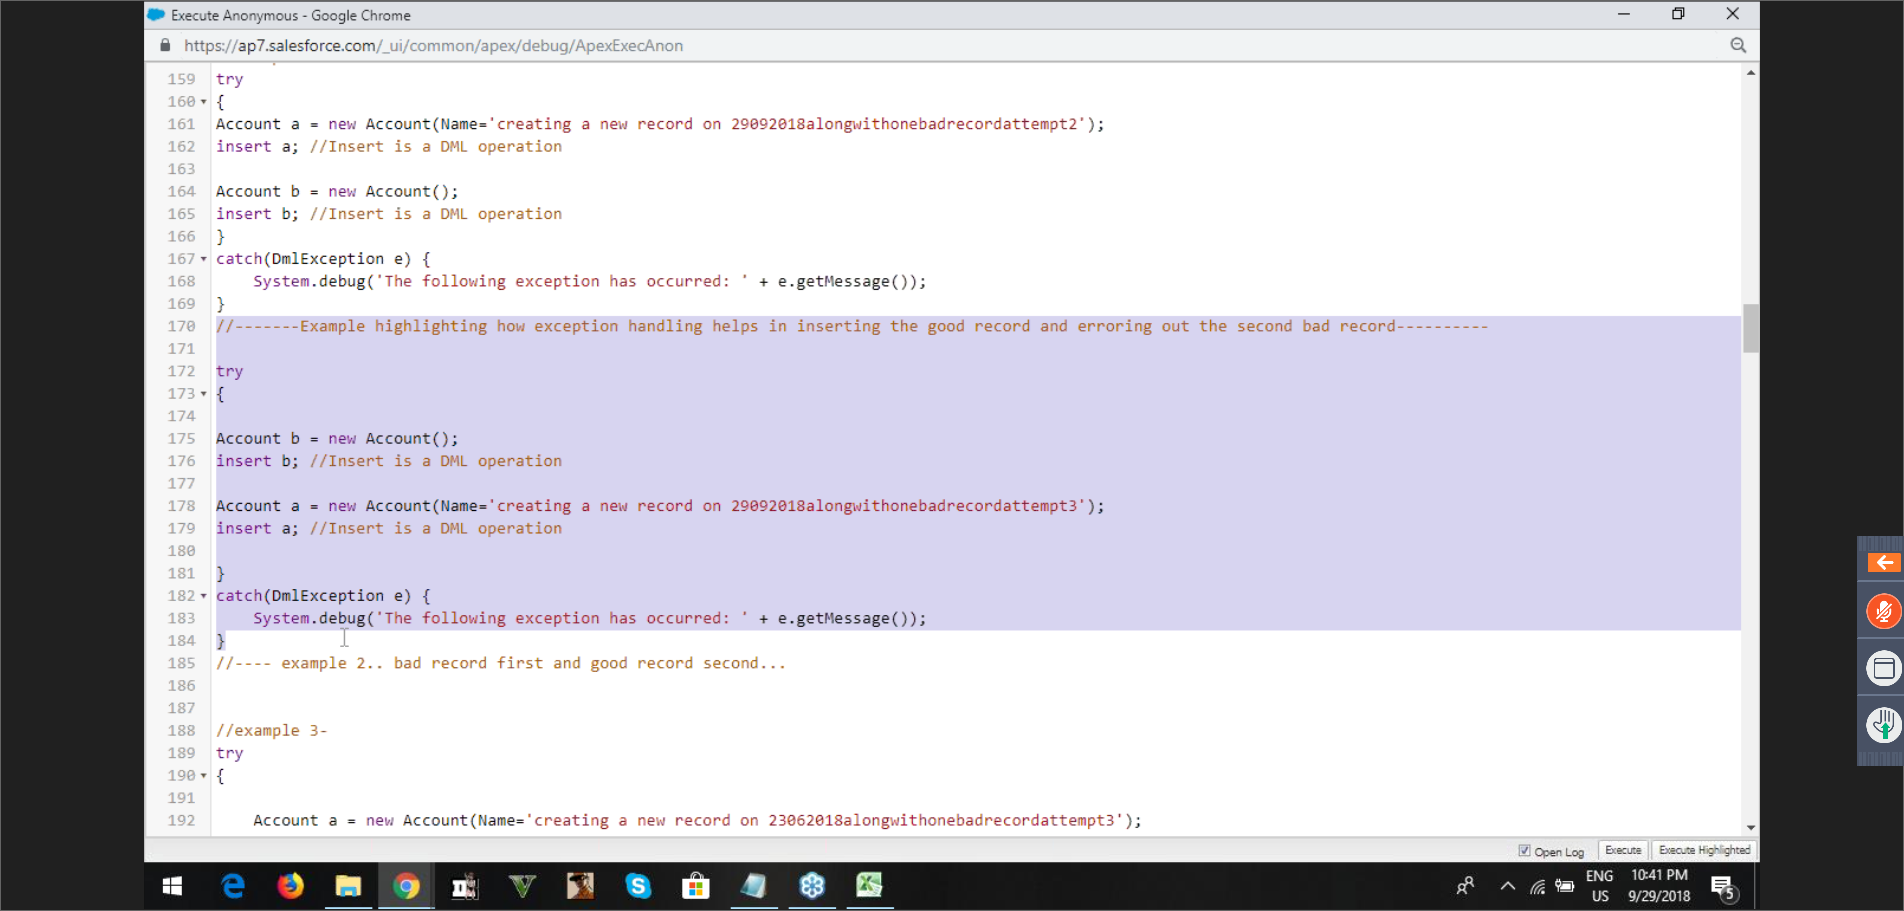 Execute Anonymous - Google Chrome
https://ap7.salesforce.com/_ui/common/apex/debug/ApexExecAnon
159 try
160 {
161 Account a = new Account(Name='creating a new record on 29092018alongwithonebadrecordattempt2');
162 insert a; //Insert is a DML operation
163
164 Account b = new Account();
165 insert b; //Insert is a DML operation
166 }
167 catch(DmlException e) {
168 System.debug('The following exception has occurred: ' + e.getMessage());
169 }
170 //-------Example highlighting how exception handling helps in inserting the good record and erroring out the second bad record----------
171
172 try
173 {
174
175 Account b = new Account();
176 insert b; //Insert is a DML operation
177
178 Account a = new Account(Name='creating a new record on 29092018alongwithonebadrecordattempt3');
179 insert a; //Insert is a DML operation
180
181 }
182 catch(DmlException e) {
183 System.debug('The following exception has occurred: ' + e.getMessage());
184 }
185 //---- example 2.. bad record first and good record second...
186
187
188 //example 3-
189 try
190 {
191
192 Account a = new Account(Name='creating a new record on 23062018alongwithonebadrecordattempt3');
Open Log Execute Execute Highlighted
ENG 10:41 PM
US 9/29/2018 5